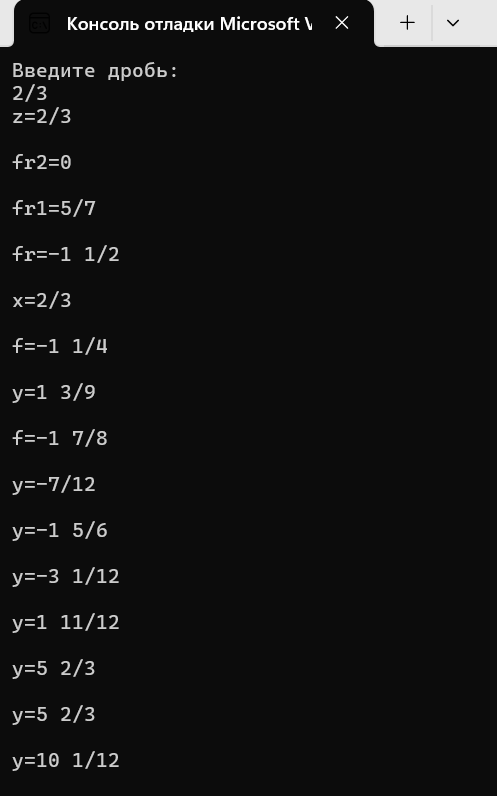 Консоль отладки Microsoft V
Введите дробь:
2/3
z=2/3
fr2=0
fr1=5/7
fr=-1 1/2
x=2/3
f=-1 1/4
y=1 3/9
f=-1 7/8
y=-7/12
y=-1 5/6
y=-3 1/12
y=1 11/12
y=5 2/3
y=5 2/3
y=10 1/12